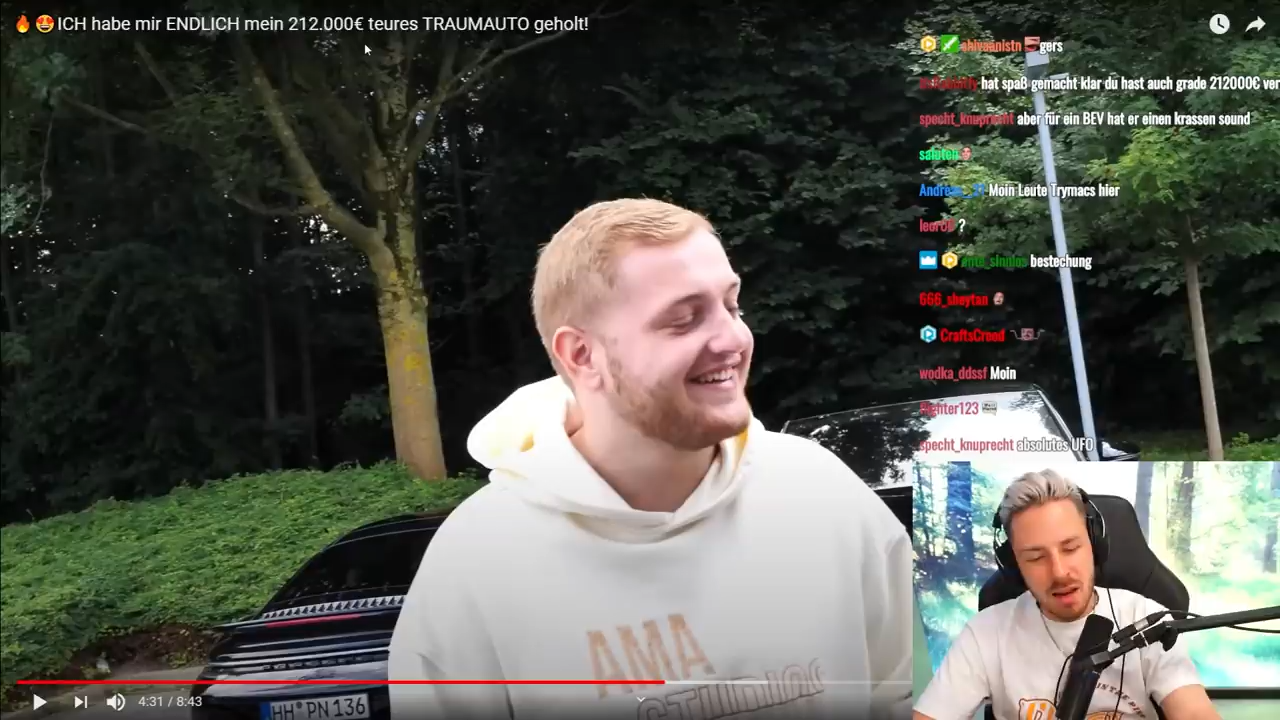 🔥😍ICH habe mir ENDLICH mein 212.000€ teures TRAUMAUTO geholt!
gers
hat spaß gemacht klar du hast auch grade 212000€ ver
specht_knuprecht aber für ein BEV hat er einen krassen sound
Moin Leute Trymacs hier
?
bestechung
666_sheytan
CraftsCrood
wodka_ddssf Moin
specht_knuprecht absolutes UFO
AMA
STUDIOS
HH PN 136
4:31 / 8:43